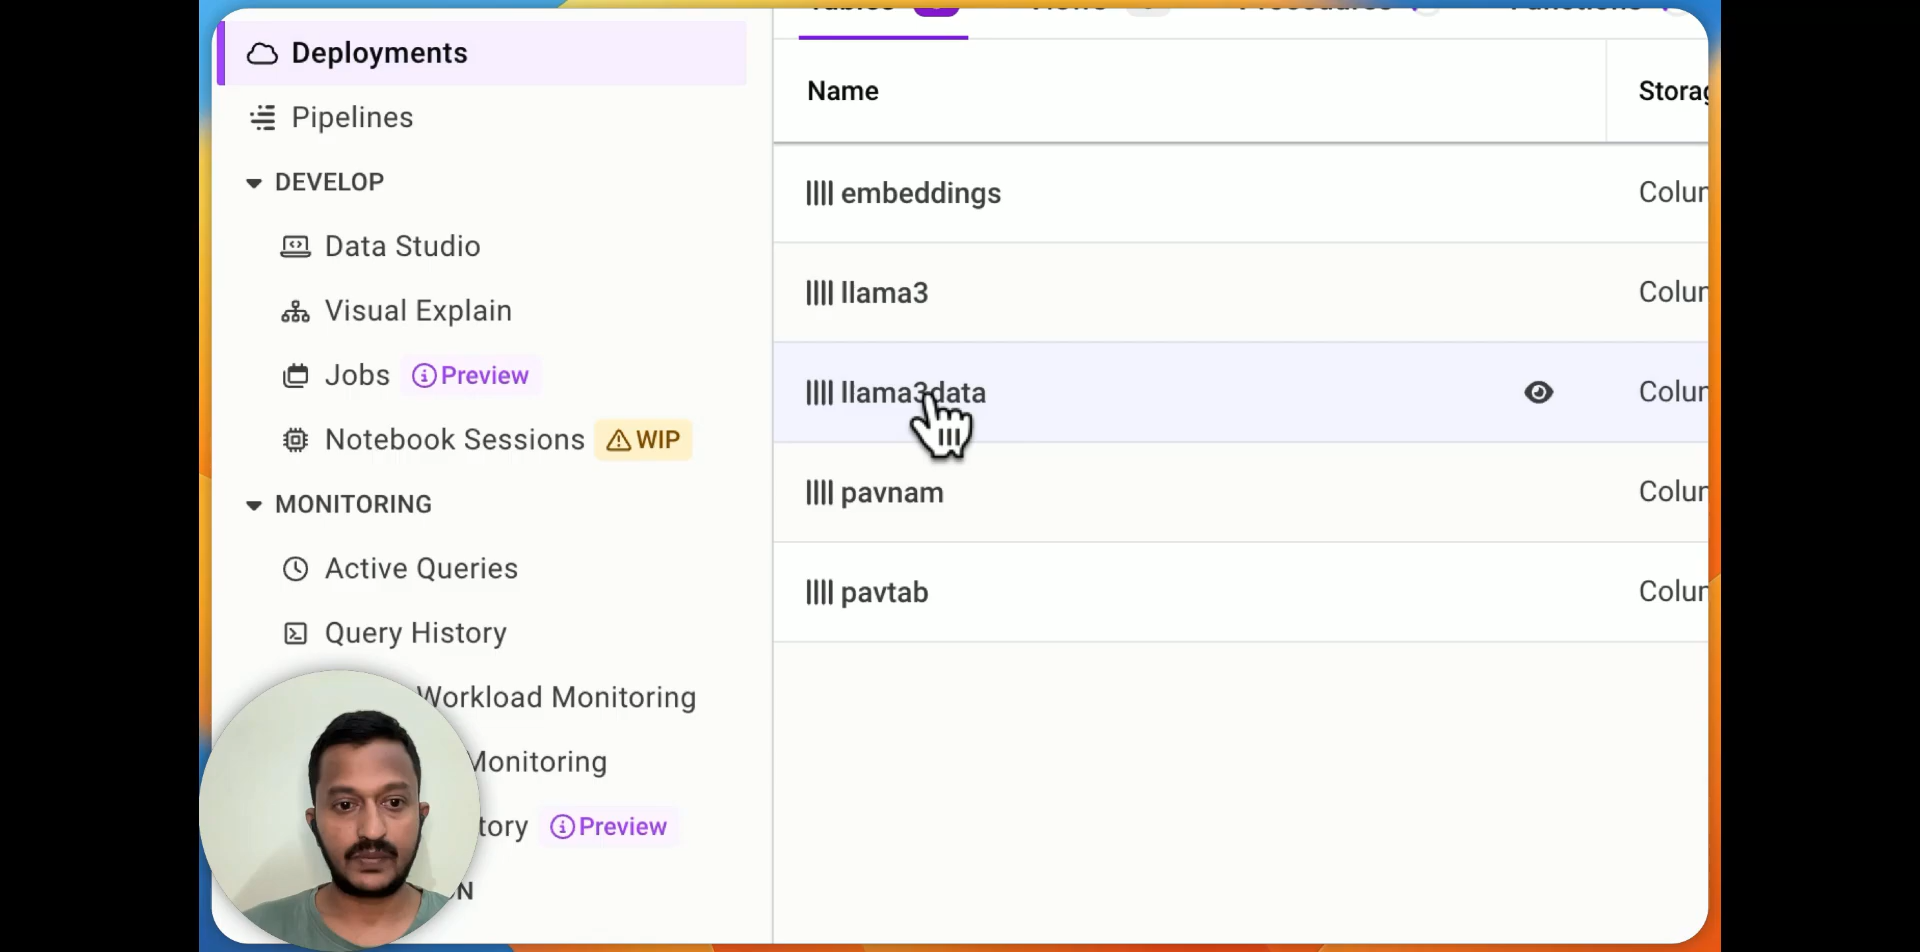 Deployments
Pipelines
DEVELOP
Data Studio
Visual Explain
Jobs Preview
Notebook Sessions WIP
MONITORING
Active Queries
Query History
Workload Monitoring
Monitoring
Preview
Name
embeddings
llama3
llama3data
pavnam
pavtab